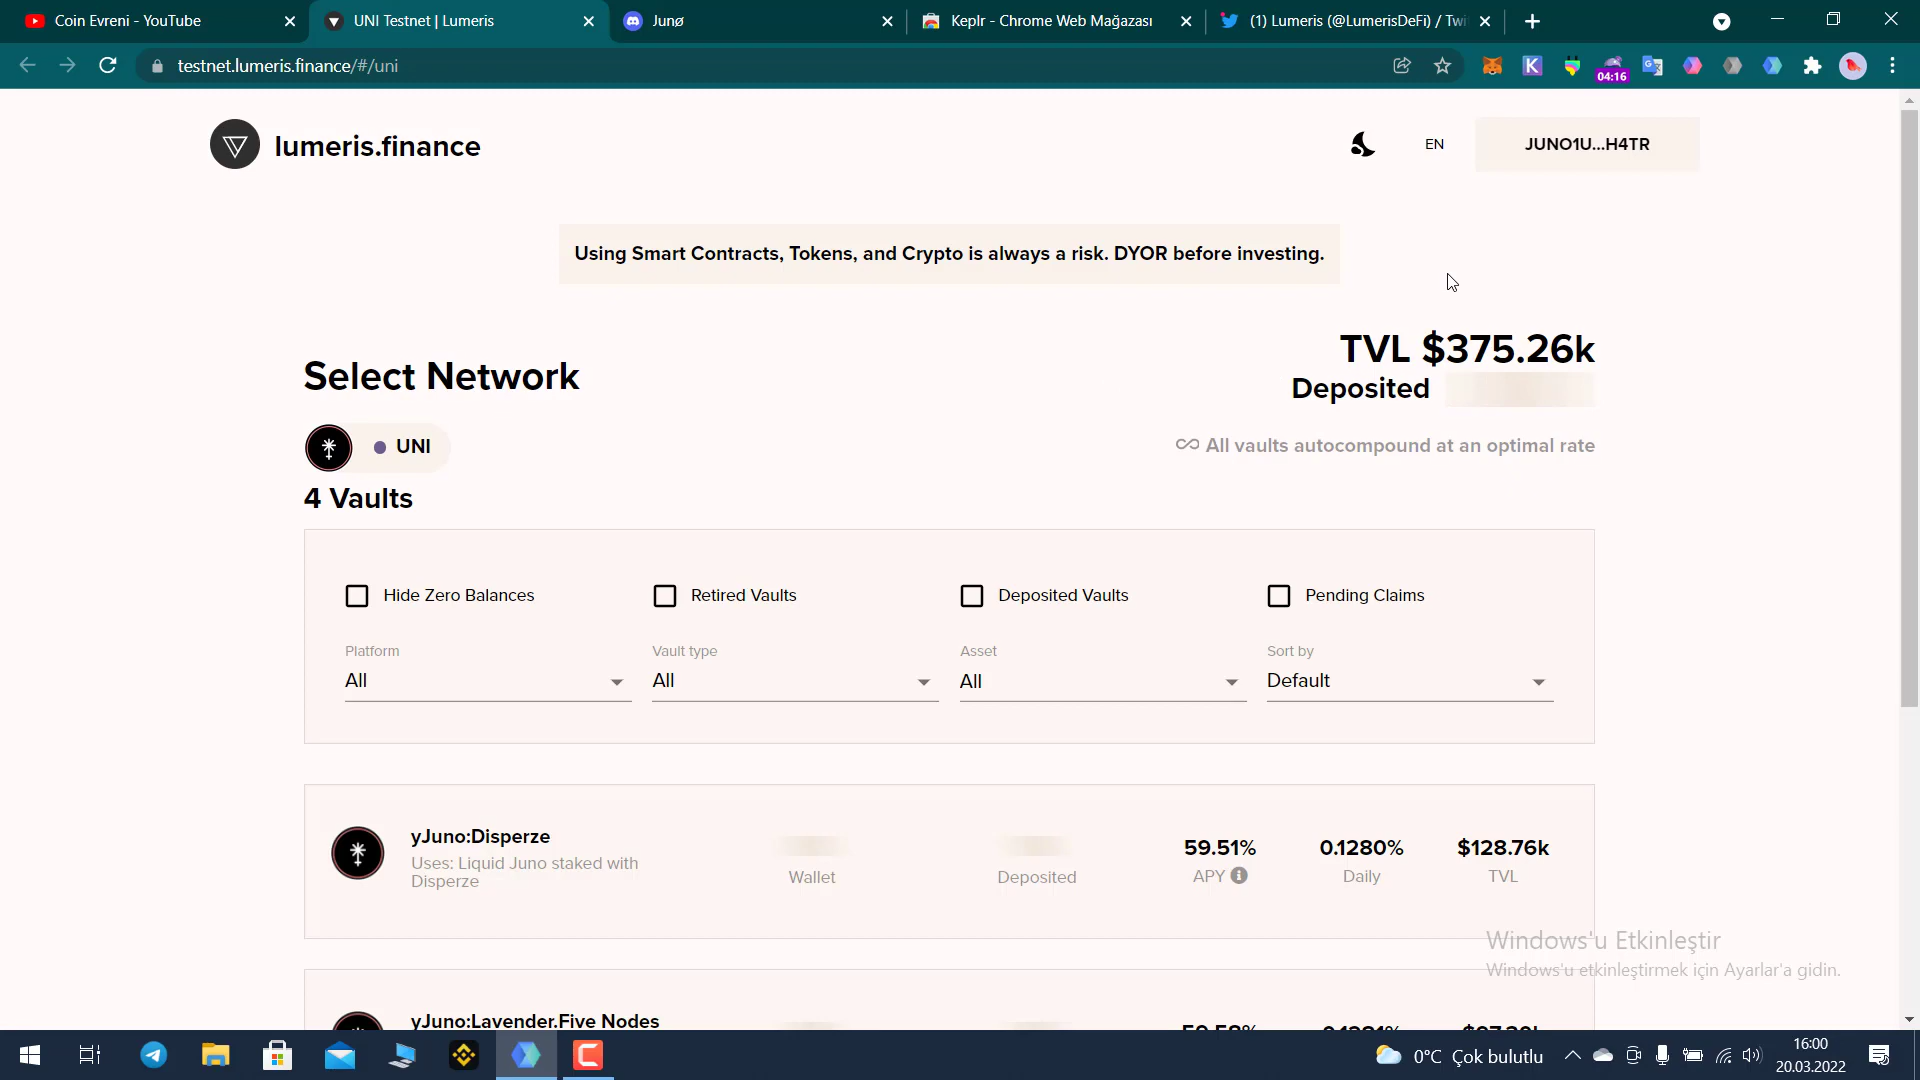 Coin Evreni - YouTube
UNI Testnet | Lumeris
Junø
Keplr - Chrome Web Mağazası
(1) Lumeris (@LumerisDeFi) / Twi
testnet.lumeris.finance/#/uni
04:16
lumeris.finance
EN
JUNO1U...H4TR
Using Smart Contracts, Tokens, and Crypto is always a risk. DYOR before investing.
Select Network
TVL $375.26k
Deposited
UNI
All vaults autocompound at an optimal rate
4 Vaults
Hide Zero Balances
Retired Vaults
Deposited Vaults
Pending Claims
Platform
Vault type
Asset
Sort by
All
All
All
Default
yJuno:Disperze
Uses: Liquid Juno staked with
Disperze
Wallet
Deposited
59.51%
APY
0.1280%
Daily
$128.76k
TVL
Windows'u Etkinleştir
Windows'u etkinleştirmek için Ayarlar'a gidin.
yJuno:Lavender.Five Nodes
0°C Çok bulutlu
16:00
20.03.2022